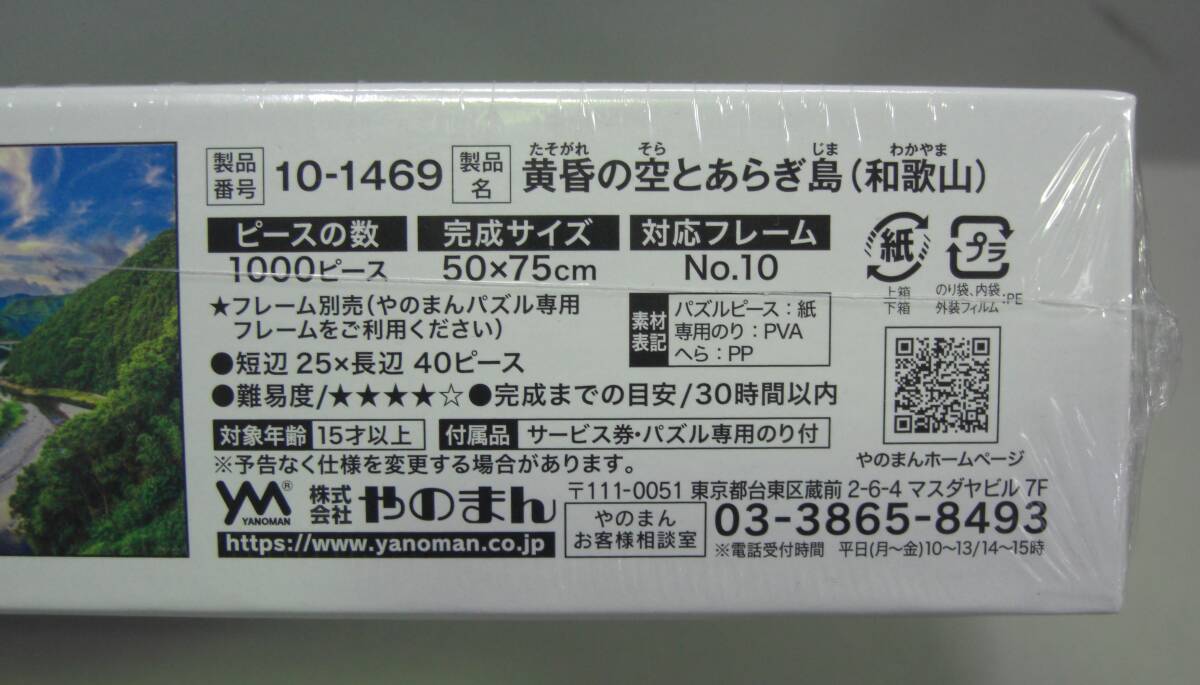 製品番号 10-1469 製品名 黄昏の空とあらぎ島(和歌山)
たそがれ そら じま わかやま
ピースの数 完成サイズ 対応フレーム
1000ピース 50×75cm No.10
★フレーム別売(やのまんパズル専用
フレームをご利用ください)
素材表記 パズルピース:紙
専用のり:PVA
へら:PP
●短辺 25×長辺 40ピース
●難易度/★★★★☆ ●完成までの目安/30時間以内
対象年齢 15才以上 付属品 サービス券・パズル専用のり付
※予告なく仕様を変更する場合があります。
紙 プラ
上箱 下箱
のり袋、内袋、外装フィルム:PE
やのまんホームページ
YM® YANOMAN 株式会社 やのまん
https://www.yanoman.co.jp
〒111-0051 東京都台東区蔵前 2-6-4 マスダヤビル 7F
やのまん お客様相談室 03-3865-8493
※電話受付時間 平日(月〜金)10〜13/14〜15時